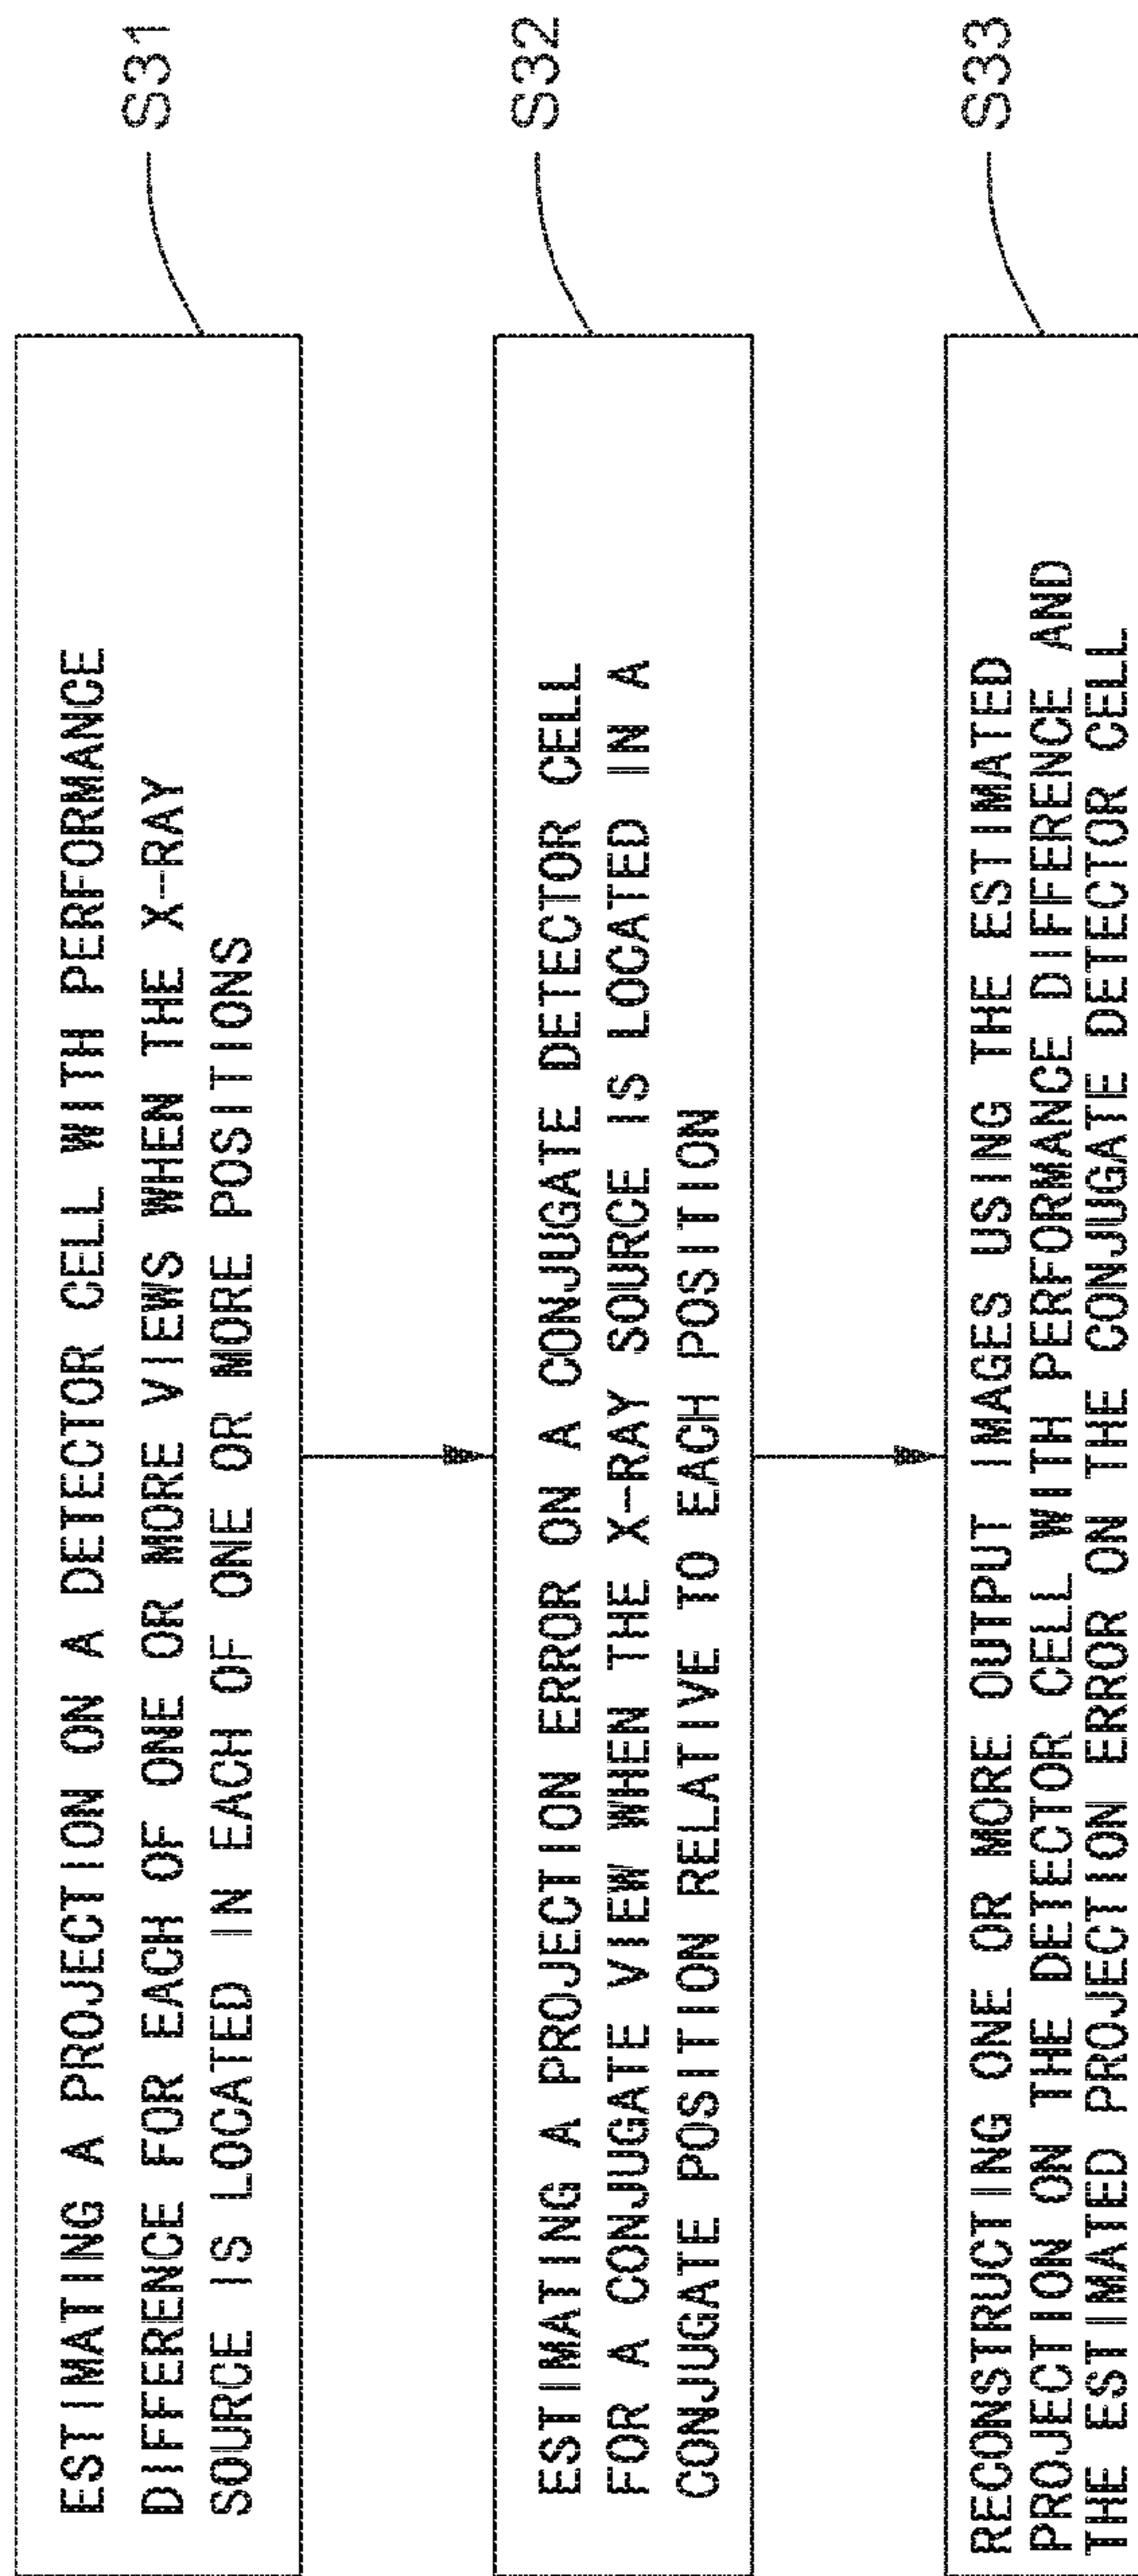 ESTIMATING A PROJECTION ON A DETECTOR CELL WITH PERFORMANCE
DIFFERENCE FOR EACH OF ONE OR MORE VIEWS WHEN THE X-RAY
SOURCE IS LOCATED IN EACH OF ONE OR MORE POSITIONS
S31
ESTIMATING A PROJECTION ERROR ON A CONJUGATE DETECTOR CELL
FOR A CONJUGATE VIEW WHEN THE X-RAY SOURCE IS LOCATED IN A
CONJUGATE POSITION RELATIVE TO EACH POSITION
S32
RECONSTRUCTING ONE OR MORE OUTPUT IMAGES USING THE ESTIMATED
PROJECTION ON THE DETECTOR CELL WITH PERFORMANCE DIFFERENCE AND
THE ESTIMATED PROJECTION ERROR ON THE CONJUGATE DETECTOR CELL
S33